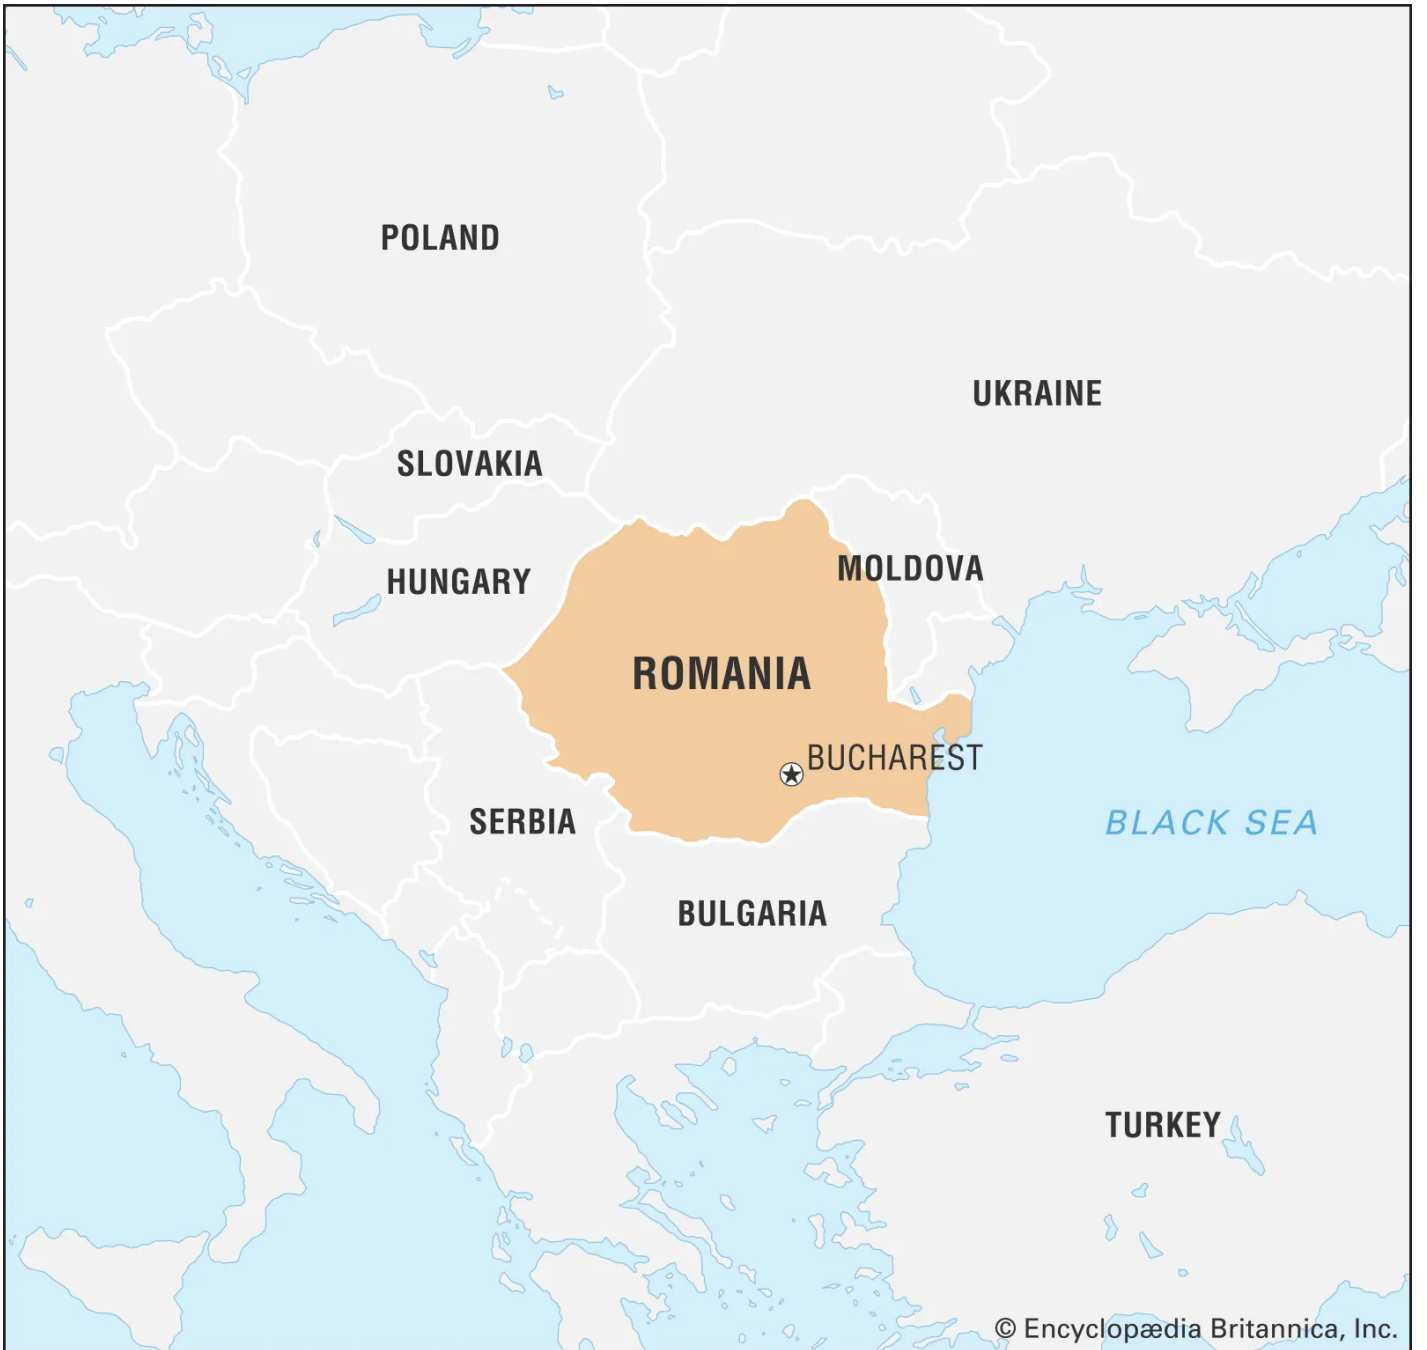 POLAND
UKRAINE
SLOVAKIA
MOLDOVA
HUNGARY
ROMANIA
BUCHAREST
SERBIA
BLACK SEA
BULGARIA
TURKEY
© Encyclopædia Britannica, Inc.